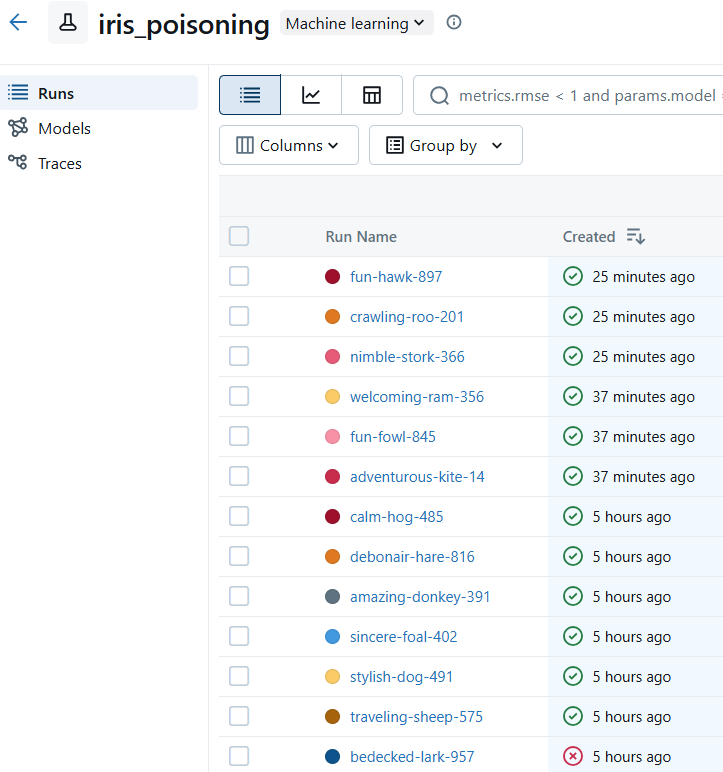 iris_poisoning Machine learning
Runs
Models
Traces
metrics.rmse < 1 and params.model =
Columns Group by
Run Name Created
fun-hawk-897 25 minutes ago
crawling-roo-201 25 minutes ago
nimble-stork-366 25 minutes ago
welcoming-ram-356 37 minutes ago
fun-fowl-845 37 minutes ago
adventurous-kite-14 37 minutes ago
calm-hog-485 5 hours ago
debonair-hare-816 5 hours ago
amazing-donkey-391 5 hours ago
sincere-foal-402 5 hours ago
stylish-dog-491 5 hours ago
traveling-sheep-575 5 hours ago
bedecked-lark-957 5 hours ago